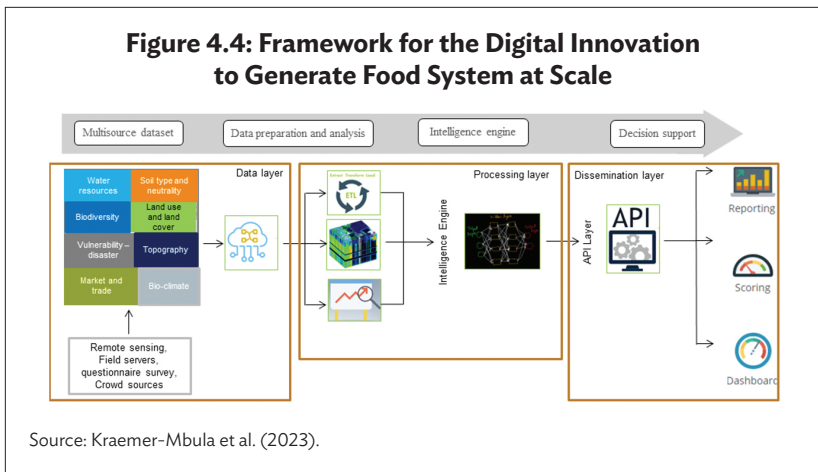 Figure 4.4: Framework for the Digital Innovation
to Generate Food System at Scale
Multisource dataset
Data preparation and analysis
Intelligence engine
Decision support
Data layer
Water
resources
Soil type and
neutrality
Biodiversity
Land use
and land
cover
Vulnerability –
disaster
Topography
Market and
trade
Bio-climate
Remote sensing,
Field servers,
questionnaire survey,
Crowd sources
Processing layer
Extract Transform Load
ETL
Intelligence Engine
Dissemination layer
API Layer
API
Reporting
Scoring
Dashboard
Source: Kraemer-Mbula et al. (2023).